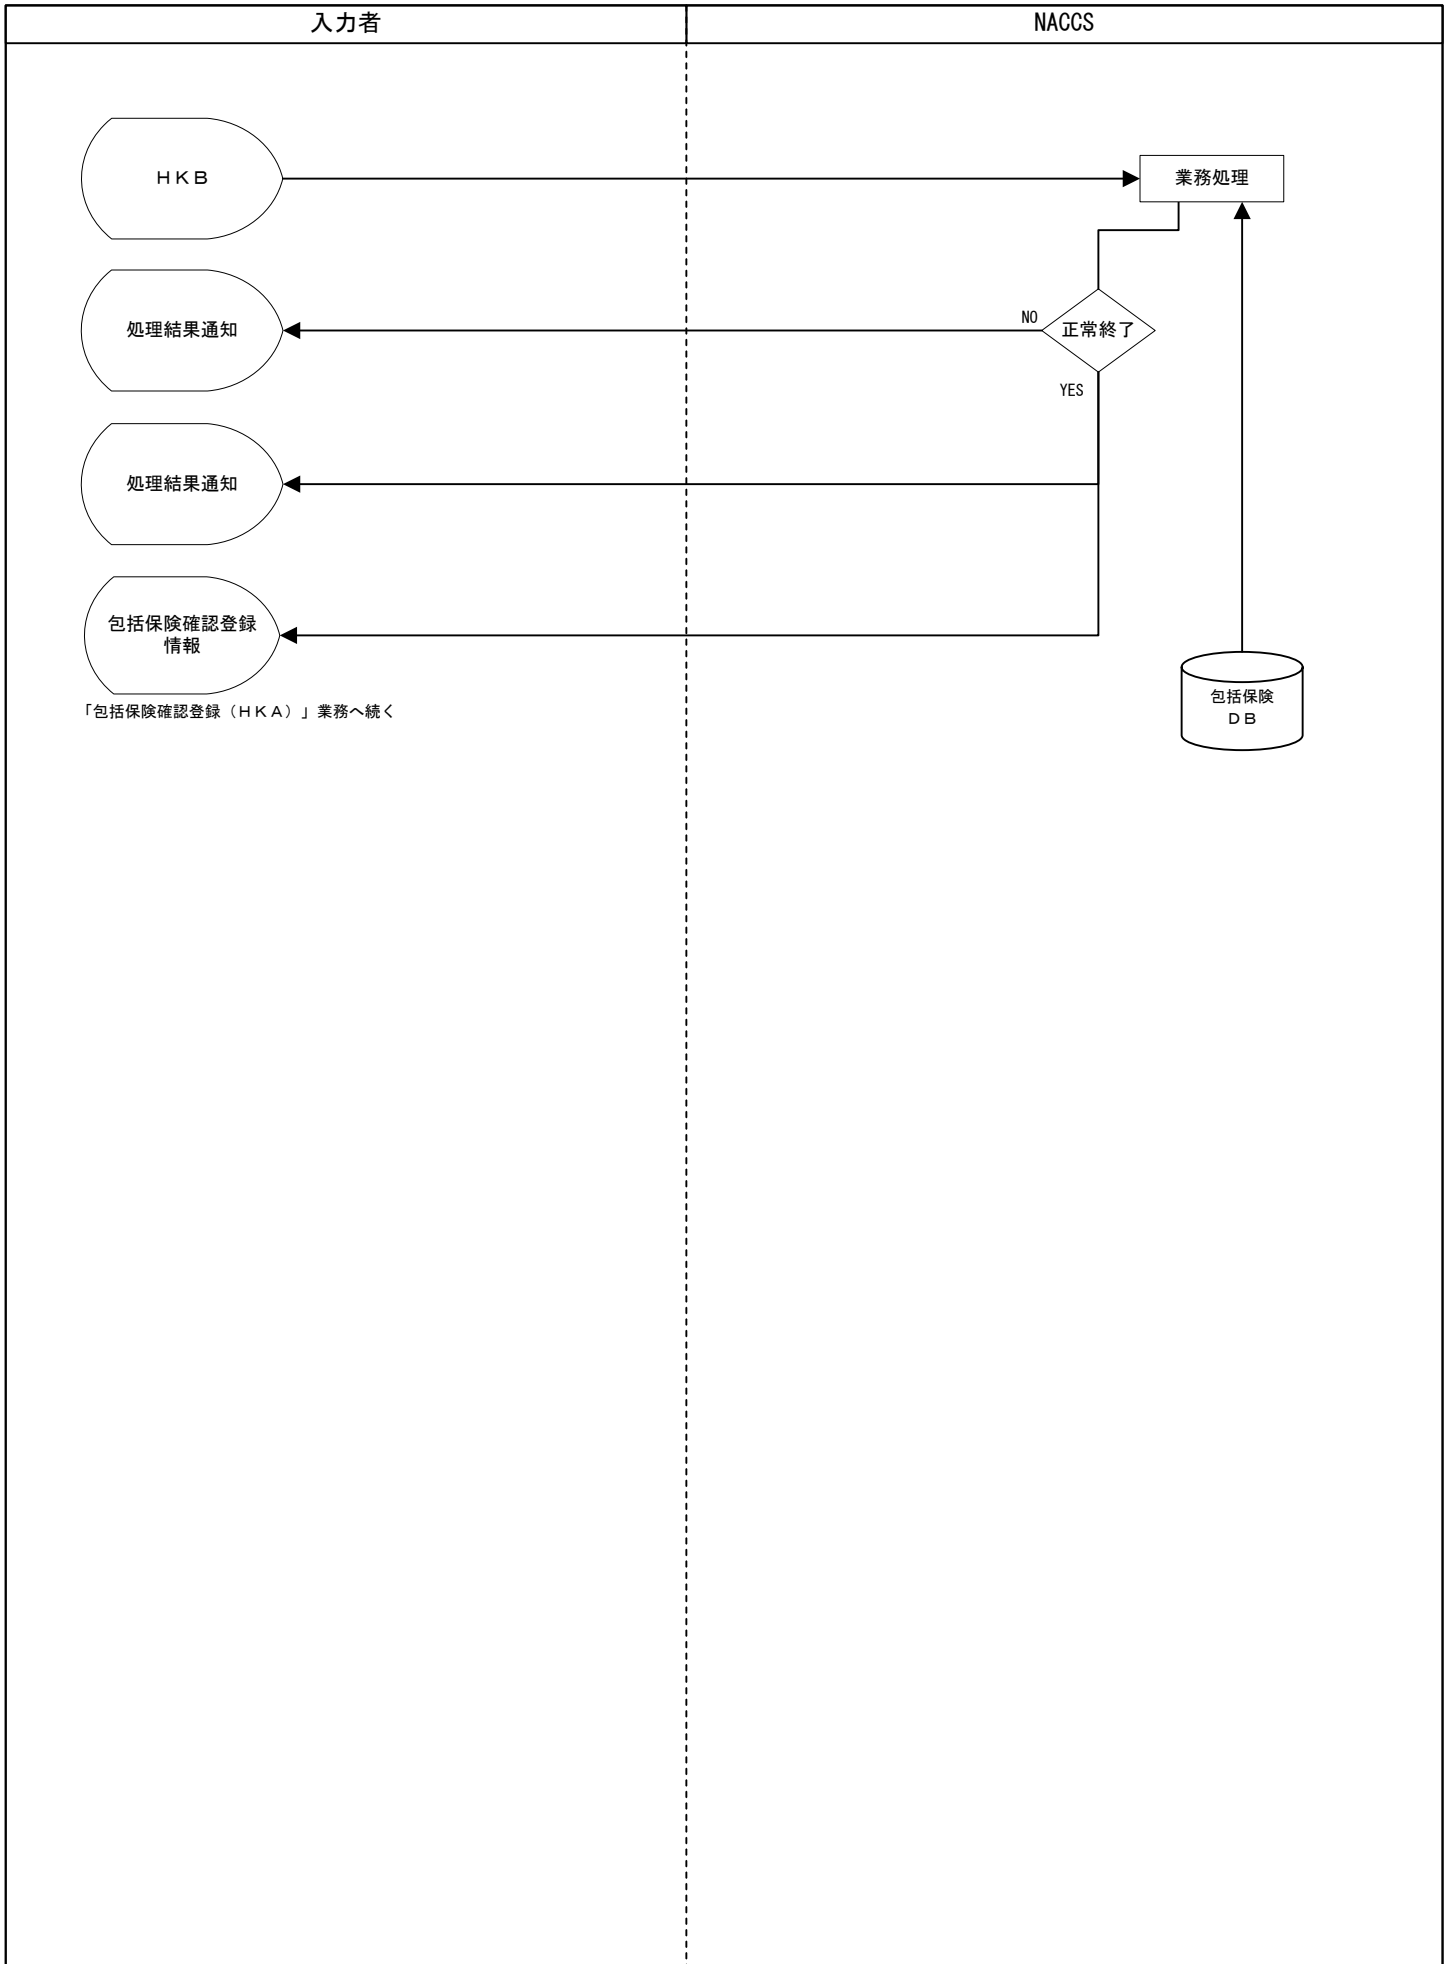 入力者
NACCS
ＨＫＢ
業務処理
処理結果通知
NO
正常終了
YES
処理結果通知
包括保険確認登録
情報
「包括保険確認登録（ＨＫＡ）」業務へ続く
包括保険
ＤＢ